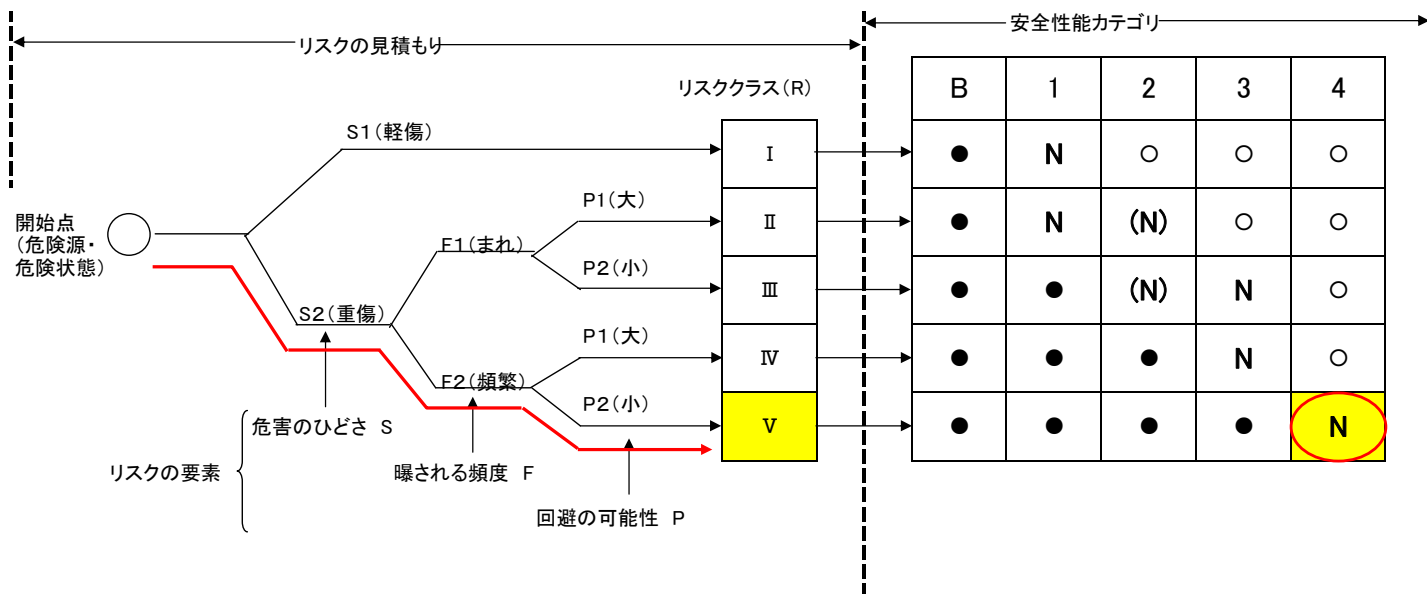 リスクの見積もり
安全性能カテゴリ
リスククラス(R)
B 1 2 3 4
S1(軽傷)
Ⅰ ● N ○ ○ ○
P1(大)
Ⅱ ● N (N) ○ ○
開始点
(危険源・
危険状態)
F1(まれ)
P2(小)
Ⅲ ● ● (N) N ○
S2(重傷)
P1(大)
Ⅳ ● ● ● N ○
F2(頻繁)
P2(小)
Ⅴ ● ● ● ● N
危害のひどさ S
リスクの要素
曝される頻度 F
回避の可能性 P